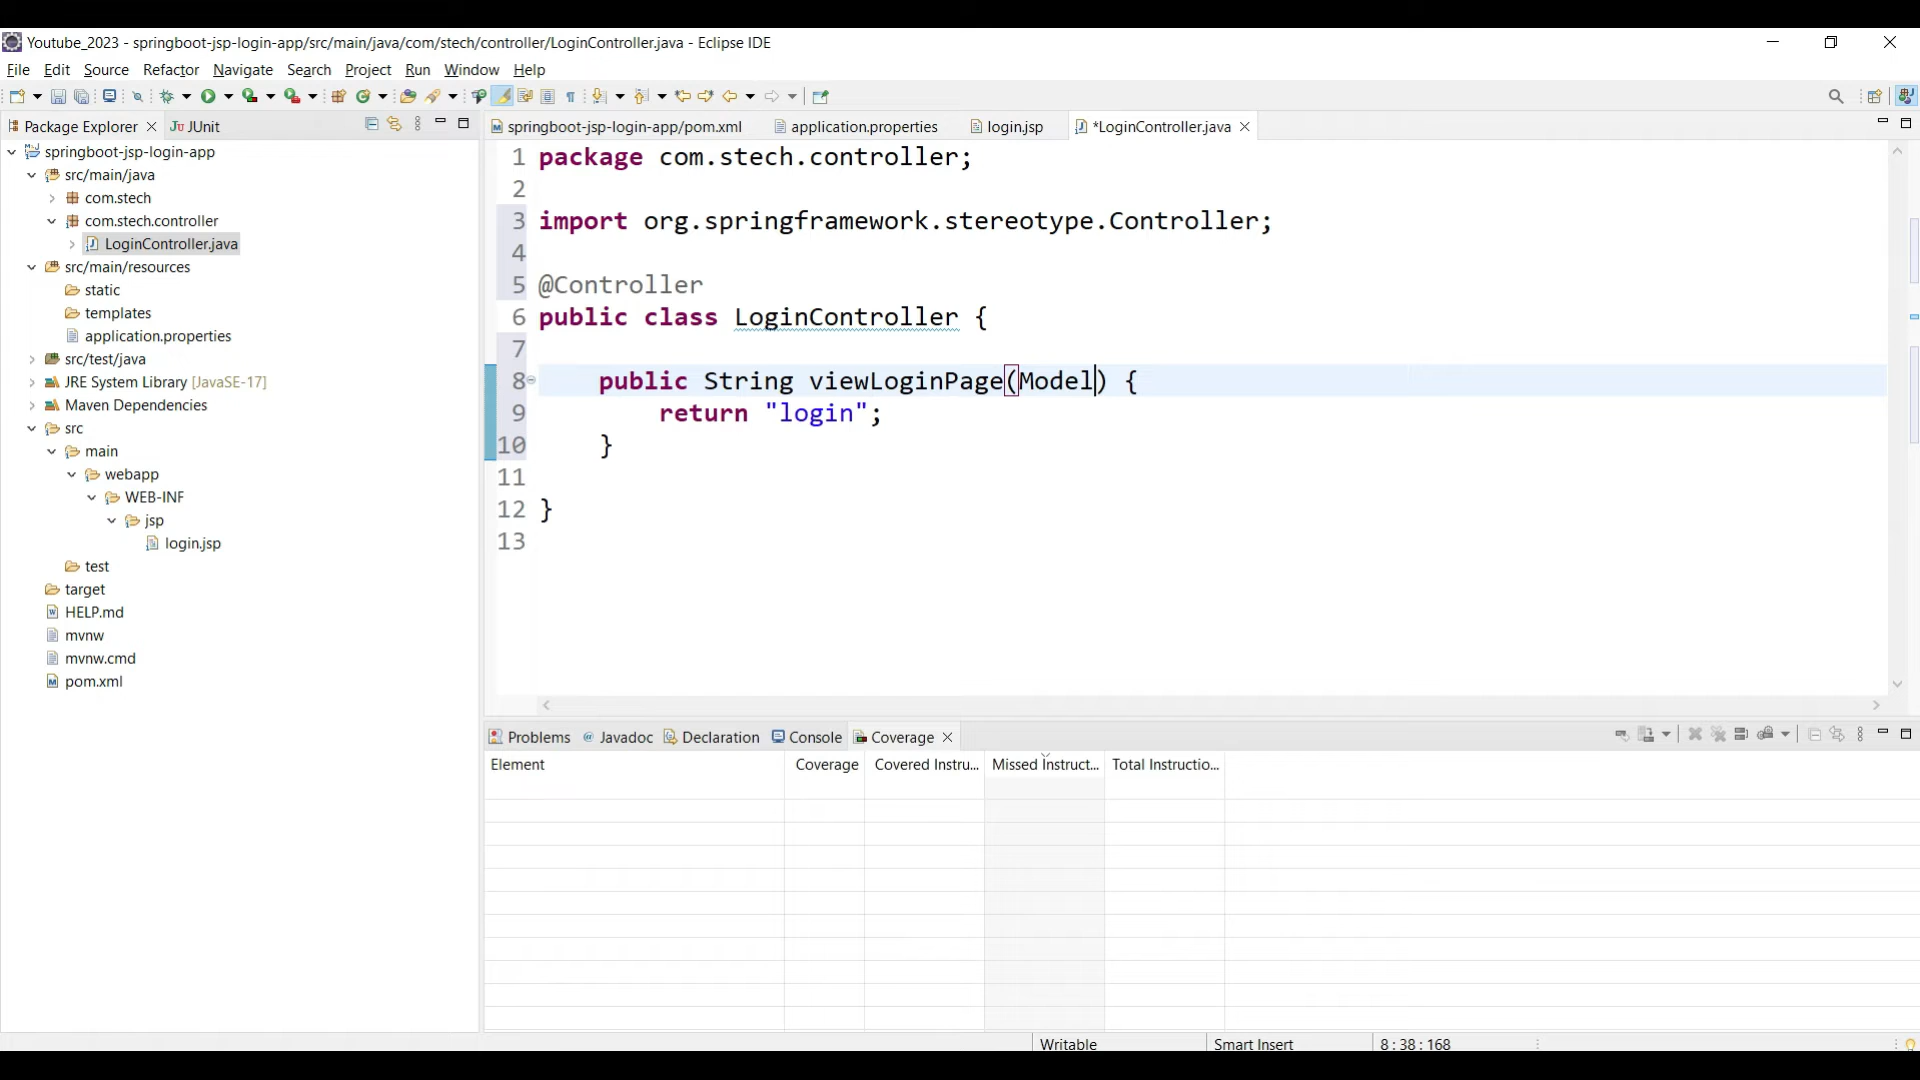 Youtube_2023 - springboot-jsp-login-app/src/main/java/com/stech/controller/LoginController.java - Eclipse IDE
File Edit Source Refactor Navigate Search Project Run Window Help
Package Explorer JUnit
springboot-jsp-login-app
src/main/java
com.stech
com.stech.controller
LoginController.java
src/main/resources
static
templates
application.properties
src/test/java
JRE System Library [JavaSE-17]
Maven Dependencies
src
main
webapp
WEB-INF
jsp
login.jsp
test
target
HELP.md
mvnw
mvnw.cmd
pom.xml
springboot-jsp-login-app/pom.xml application.properties login.jsp *LoginController.java
1 package com.stech.controller;
2
3 import org.springframework.stereotype.Controller;
4
5 @Controller
6 public class LoginController {
7
8 public String viewLoginPage(Model) {
9 return "login";
10 }
11
12 }
13
Problems Javadoc Declaration Console Coverage
Element Coverage Covered Instru... Missed Instruct... Total Instructio...
Writable Smart Insert 8 : 38 : 168